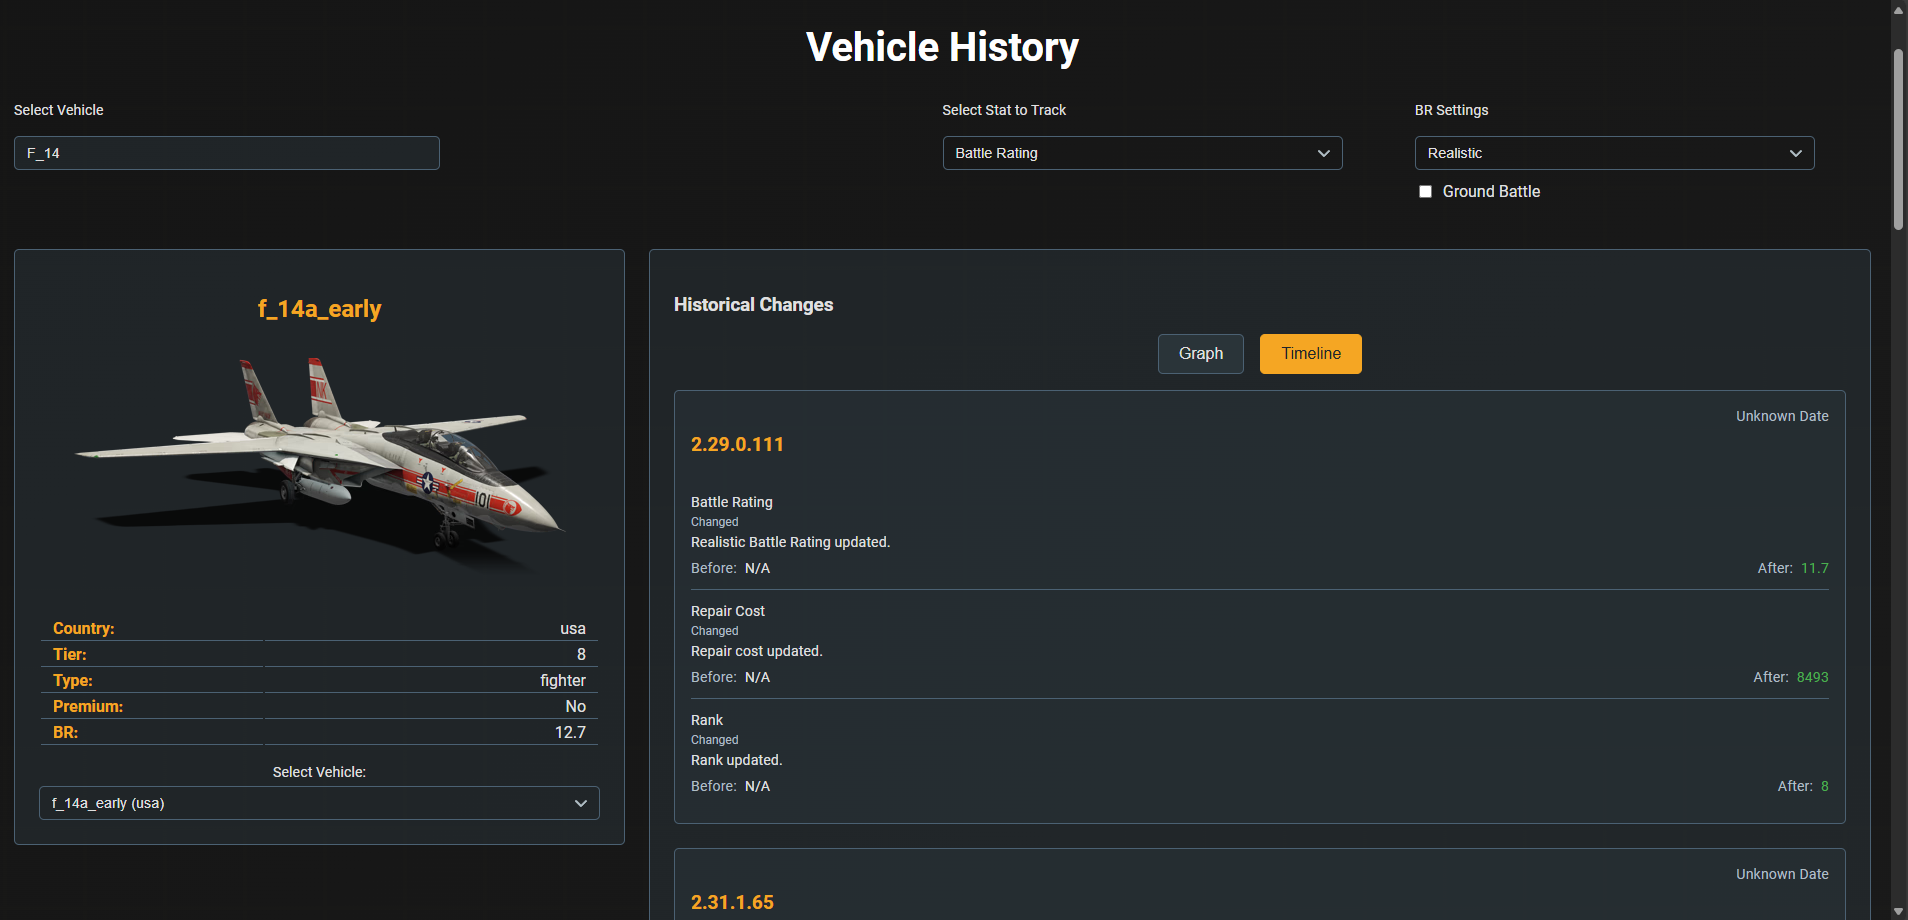 Vehicle History
Select Vehicle
F_14
Select Stat to Track
Battle Rating
BR Settings
Realistic
Ground Battle
f_14a_early
NK
101
Country: usa
Tier: 8
Type: fighter
Premium: No
BR: 12.7
Select Vehicle:
f_14a_early (usa)
Historical Changes
Graph Timeline
Unknown Date
2.29.0.111
Battle Rating
Changed
Realistic Battle Rating updated.
Before: N/A After: 11.7
Repair Cost
Changed
Repair cost updated.
Before: N/A After: 8493
Rank
Changed
Rank updated.
Before: N/A After: 8
Unknown Date
2.31.1.65